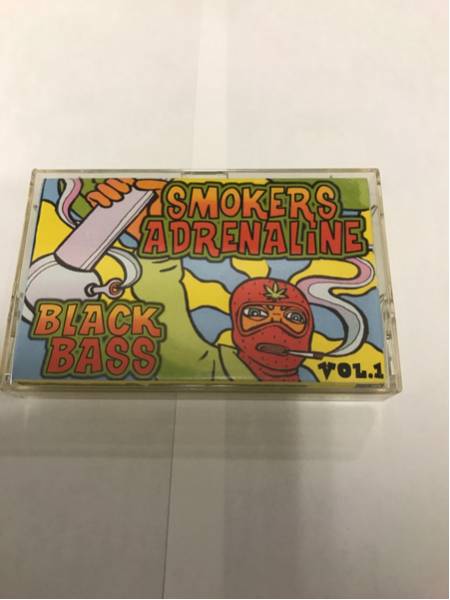 SMOKERS
ADRENALINE
BLACK
BASS
VOL.1